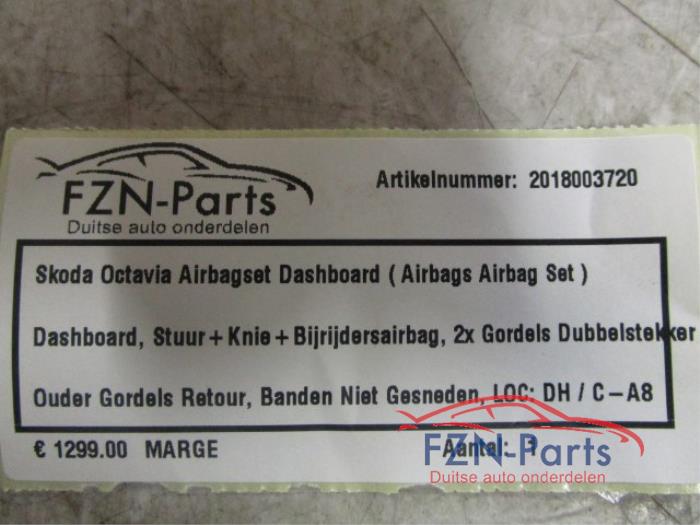 FZN-Parts
Duitse auto onderdelen
Artikelnummer: 2018003720
Skoda Octavia Airbagset Dashboard ( Airbags Airbag Set )
Dashboard, Stuur+Knie+Bijrijdersairbag, 2x Gordels Dubbelstekker
Ouder Gordels Retour, Banden Niet Gesneden, LOC: DH / C-A8
€ 1299.00 MARGE
Aantal: 1
FZN-Parts
Duitse auto onderdelen